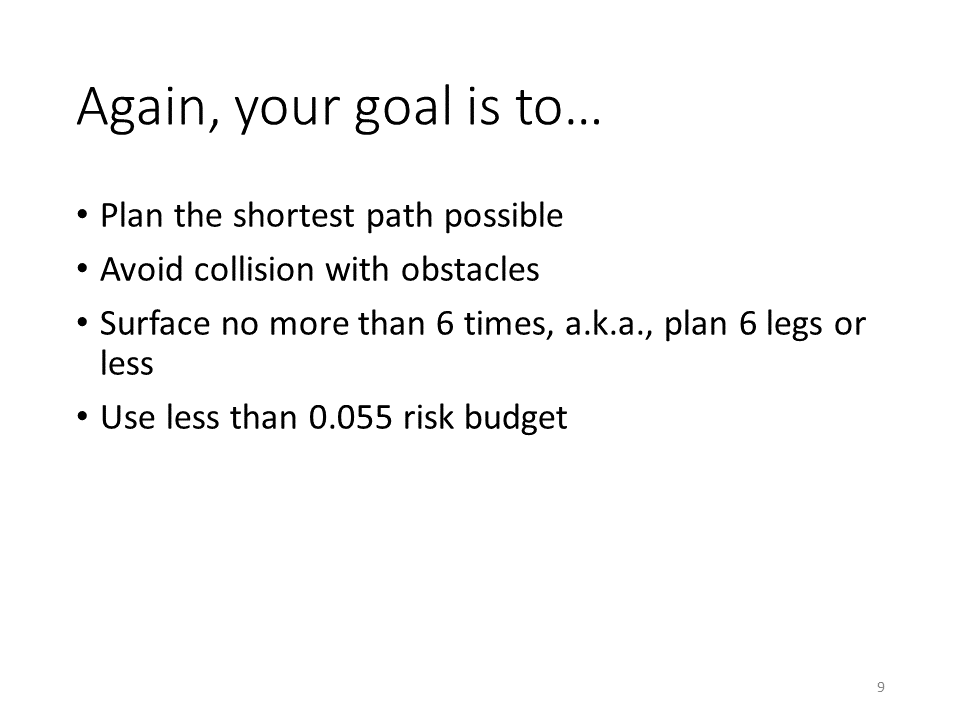 Again, your goal is to…
• Plan the shortest path possible
• Avoid collision with obstacles
• Surface no more than 6 times, a.k.a., plan 6 legs or
less
• Use less than 0.055 risk budget
9